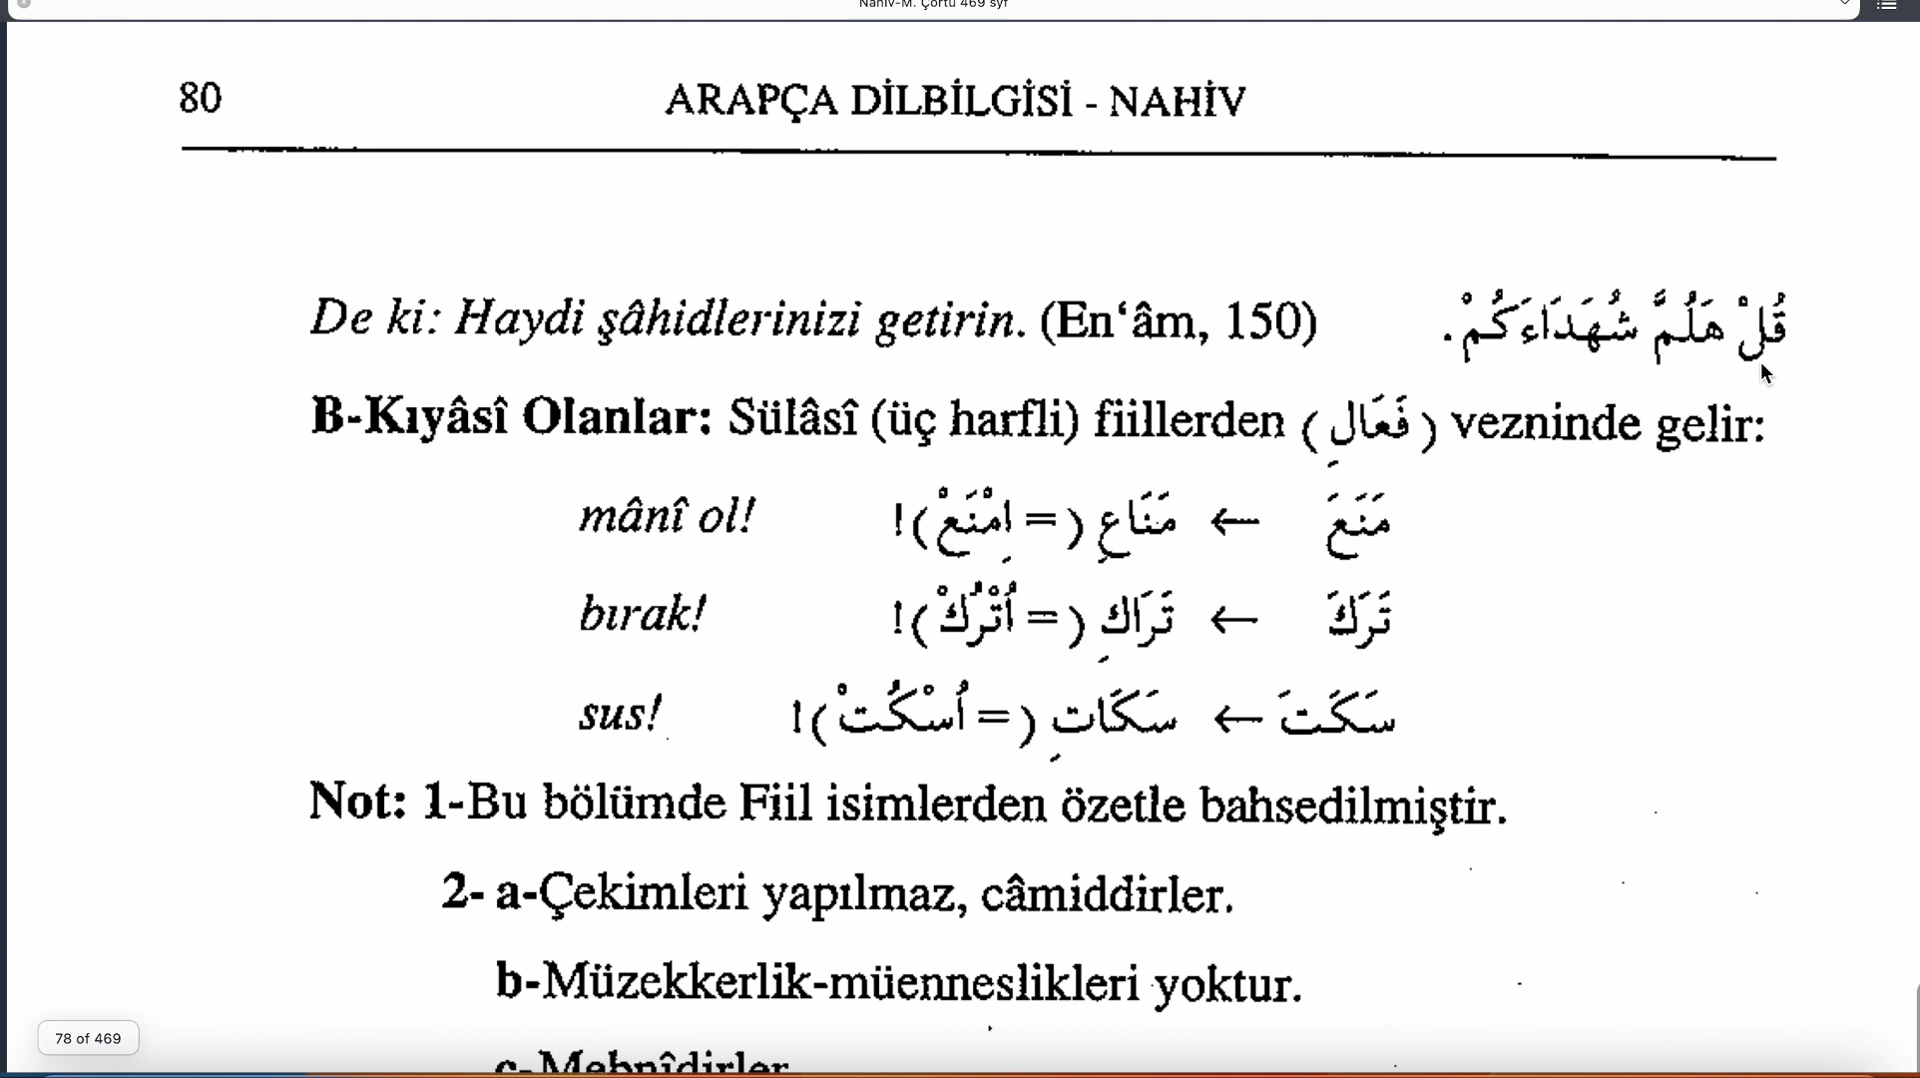 Nahiv-M. Çörtü 469 syf
80 ARAPÇA DİLBİLGİSİ - NAHİV
De ki: Haydi şâhidlerinizi getirin. (En‘âm, 150) قُلْ هَلُمَّ شُهَدَاءَكُمْ.
B-Kıyâsî Olanlar: Sülâsî (üç harfli) fiillerden (فَعَالِ) vezninde gelir:
mânî ol! مَنَعَ ← مَنَاعِ (= اِمْنَعْ)!
bırak! تَرَكَ ← تَرَاكِ (= اُتْرُكْ)!
sus! سَكَتَ ← سَكَاتِ (= اُسْكُتْ)!
Not: 1-Bu bölümde Fiil isimlerden özetle bahsedilmiştir.
2- a-Çekimleri yapılmaz, câmiddirler.
b-Müzekkerlik-müenneslikleri yoktur.
c-Mebnîdirler
78 of 469